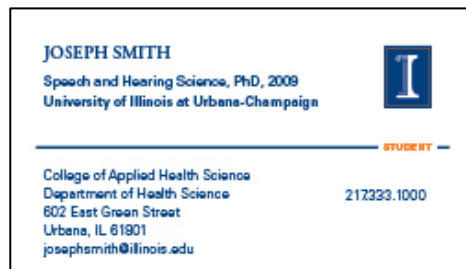 JOSEPH SMITH
Speech and Hearing Science, PhD, 2009
University of Illinois at Urbana-Champaign
I
STUDENT
College of Applied Health Science
Department of Health Science
602 East Green Street
Urbana, IL 61901
josephsmith@illinois.edu
217.333.1000